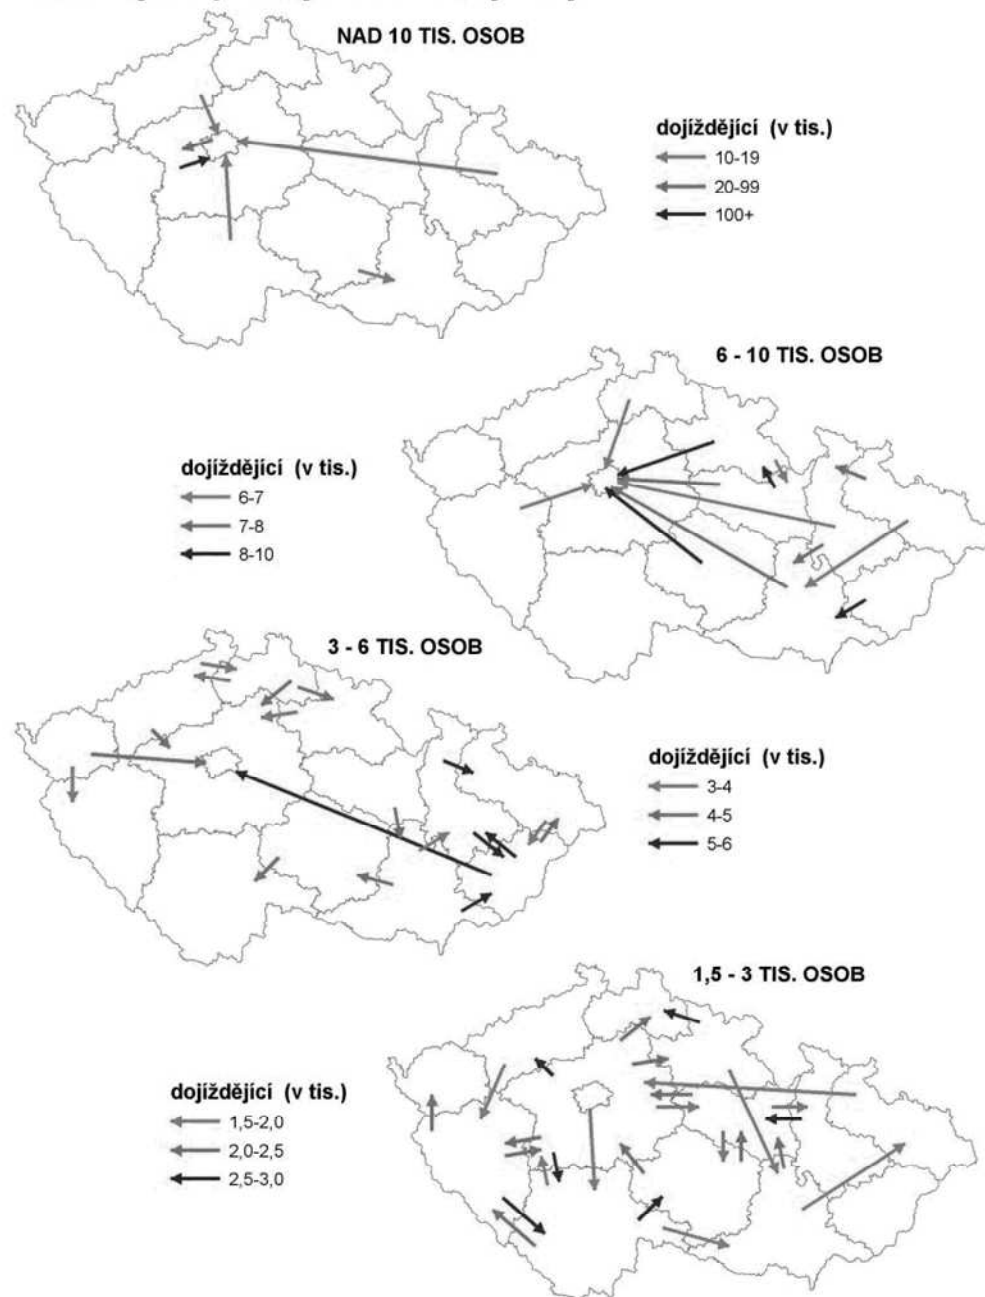 NAD 10 TIS. OSOB
dojíždějící (v tis.)
10-19
20-99
100+
6 - 10 TIS. OSOB
dojíždějící (v tis.)
6-7
7-8
8-10
3 - 6 TIS. OSOB
dojíždějící (v tis.)
3-4
4-5
5-6
1,5 - 3 TIS. OSOB
dojíždějící (v tis.)
1,5-2,0
2,0-2,5
2,5-3,0